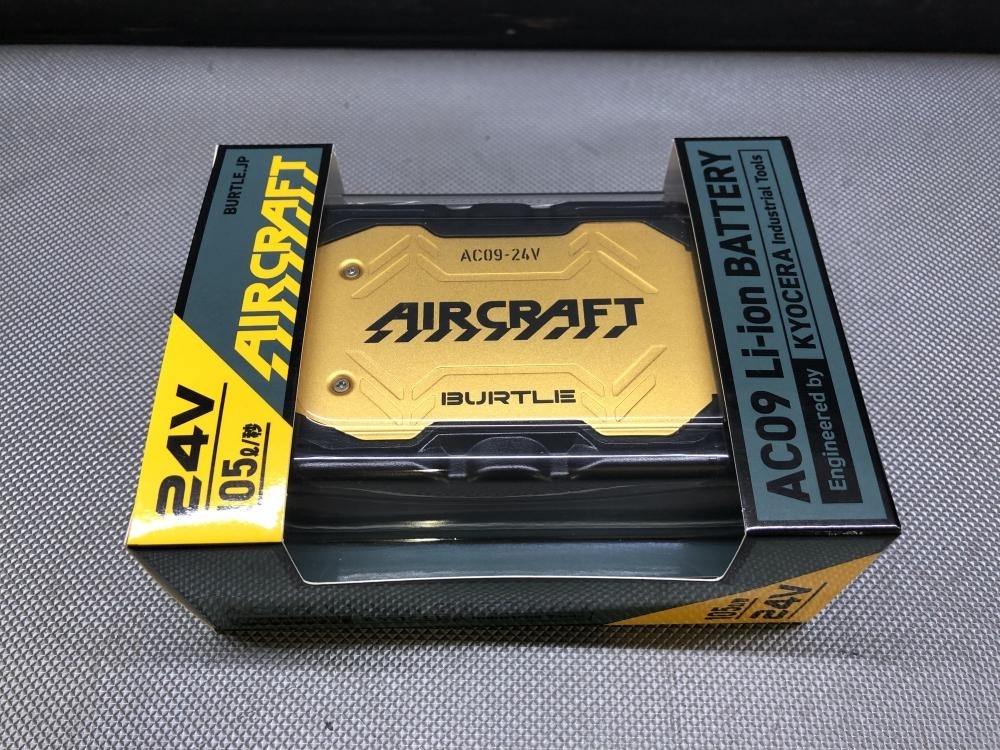 BURTLE.JP
AIRCRAFT
24V
105ℓ/秒
AC09-24V
AIRCRAFT
BURTLE
AC09 Li-ion BATTERY
Engineered by KYOCERA Industrial Tools
105ℓ/秒
24V